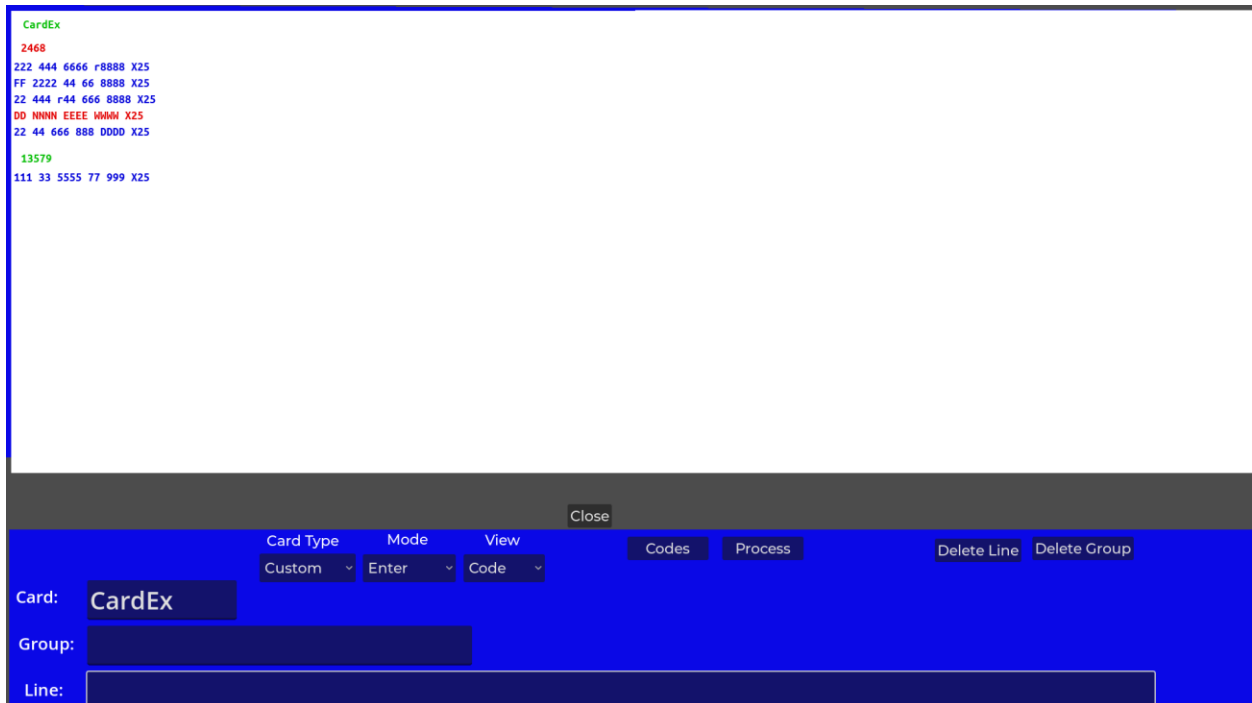 CardEx
2468
222 444 6666 r8888 X25
FF 2222 44 66 8888 X25
22 444 r44 666 8888 X25
DD NNNN EEEE WWWW X25
22 44 666 888 DDDD X25
13579
111 33 5555 77 999 X25
Close
Card Type Mode View
Codes Process Delete Line Delete Group
Custom Enter Code
Card: CardEx
Group:
Line: